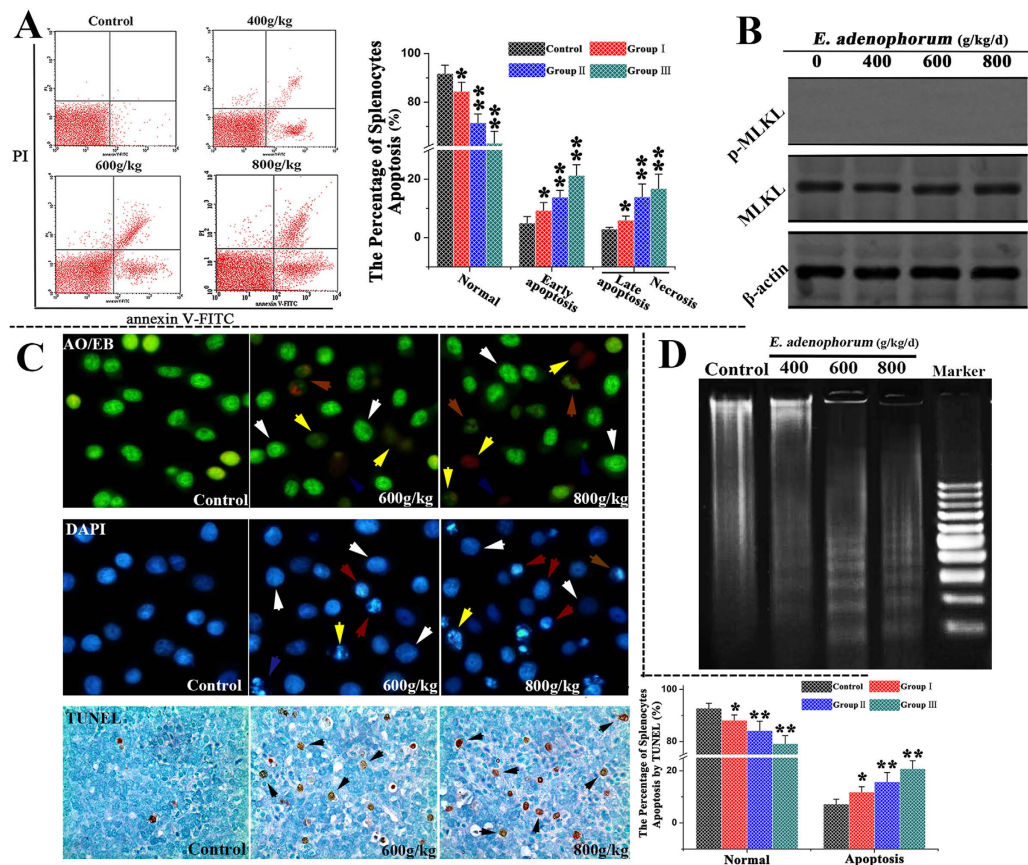 A
Control
400g/kg
600g/kg
800g/kg
PI
annexin V-FITC
The Percentage of Splenocytes
Apoptosis (%)
Control
Group I
Group II
Group III
100
80
20
0
* ** **
* ** **
* ** **
Normal
Early
apoptosis
Late
apoptosis
Necrosis
B
E. adenophorum (g/kg/d)
0 400 600 800
p-MLKL
MLKL
β-actin
C
AO/EB
Control
600g/kg
800g/kg
DAPI
Control
600g/kg
800g/kg
TUNEL
Control
600g/kg
800g/kg
D
E. adenophorum (g/kg/d)
Control 400 600 800 Marker
The Percentage of Splenocytes
Apoptosis by TUNEL (%)
Control
Group I
Group II
Group III
100
90
80
20
10
0
* ** **
* ** **
Normal
Apoptosis